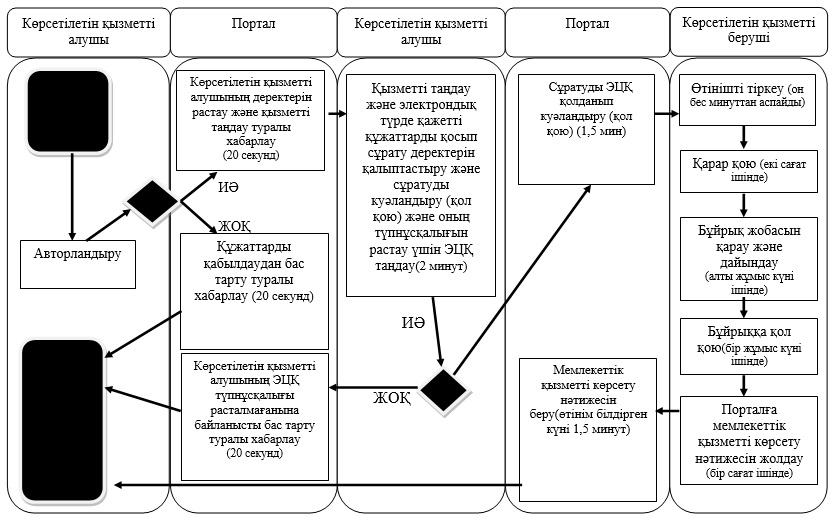 Көрсетілетін қызметті
алушы
Портал
Көрсетілетін қызметті
алушы
Портал
Көрсетілетін қызметті
беруші
Авторландыру
Көрсетілетін қызметті
алушының деректерін
растау және қызметті
таңдау туралы
хабарлау
(20 секунд)
ИӘ
ЖОҚ
Құжаттарды
қабылдаудан бас
тарту туралы
хабарлау (20 секунд)
Көрсетілетін қызметті
алушының ЭЦҚ
түпнұсқалығы
расталмағанына
байланысты бас тарту
туралы хабарлау
(20 секунд)
Қызметті таңдау
және электрондық
түрде қажетті
құжаттарды қосып
сұрату деректерін
қалыптастыру және
сұратуды
куәландыру (қол
қою) және оның
түпнұсқалығын
растау үшін ЭЦҚ
таңдау(2 минут)
ИӘ
ЖОҚ
Сұратуды ЭЦҚ
қолданып
куәландыру (қол
қою) (1,5 мин)
Мемлекеттік
қызметті көрсету
нәтижесін
беру(өтінім білдірген
күні 1,5 минут)
Өтінішті тіркеу (он
бес минуттан аспайды)
Қарар қою (екі сағат
ішінде)
Бұйрық жобасын
қарау және
дайындау
(алты жұмыс күні
ішінде)
Бұйрыққа қол
қою(бір жұмыс күні
ішінде)
Порталға
мемлекеттік
қызметті көрсету
нәтижесін жолдау
(бір сағат ішінде)